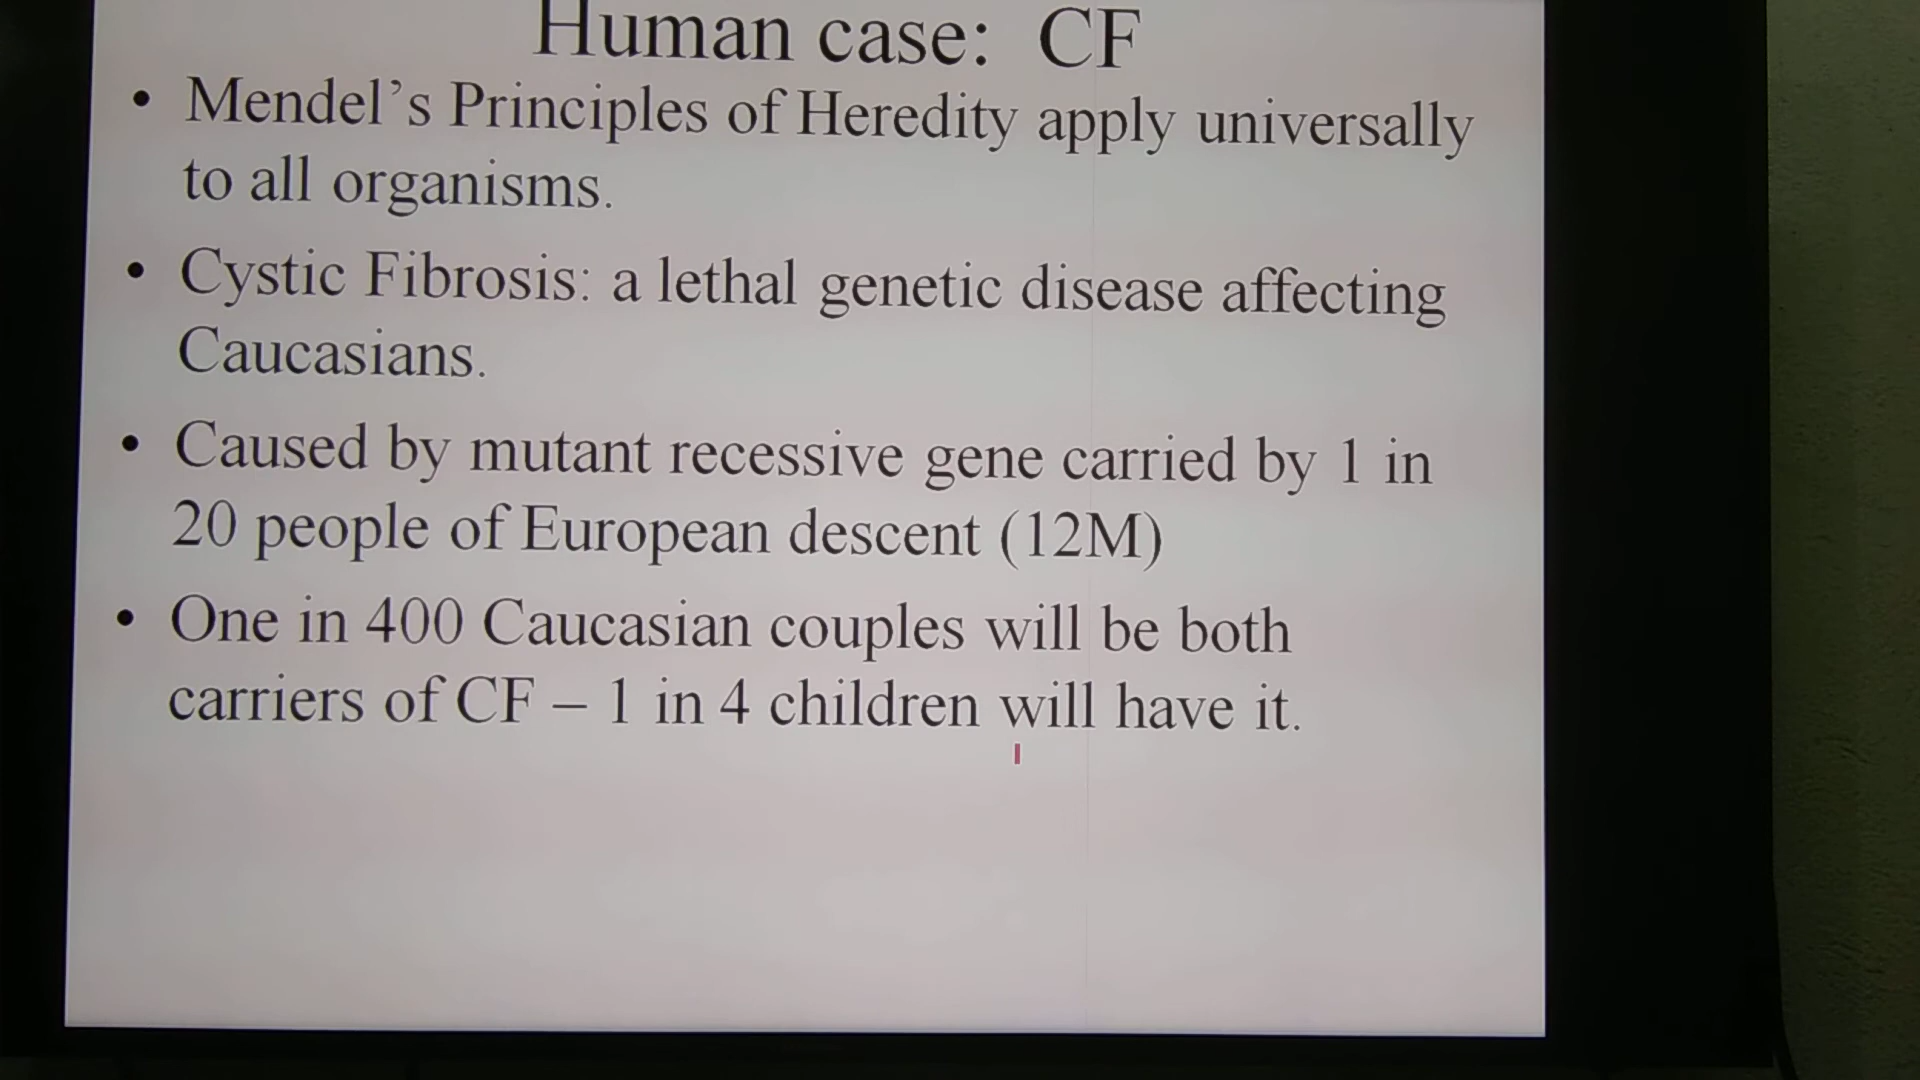 Human case: CF
• Mendel's Principles of Heredity apply universally
to all organisms.
• Cystic Fibrosis: a lethal genetic disease affecting
Caucasians.
• Caused by mutant recessive gene carried by 1 in
20 people of European descent (12M)
• One in 400 Caucasian couples will be both
carriers of CF – 1 in 4 children will have it.